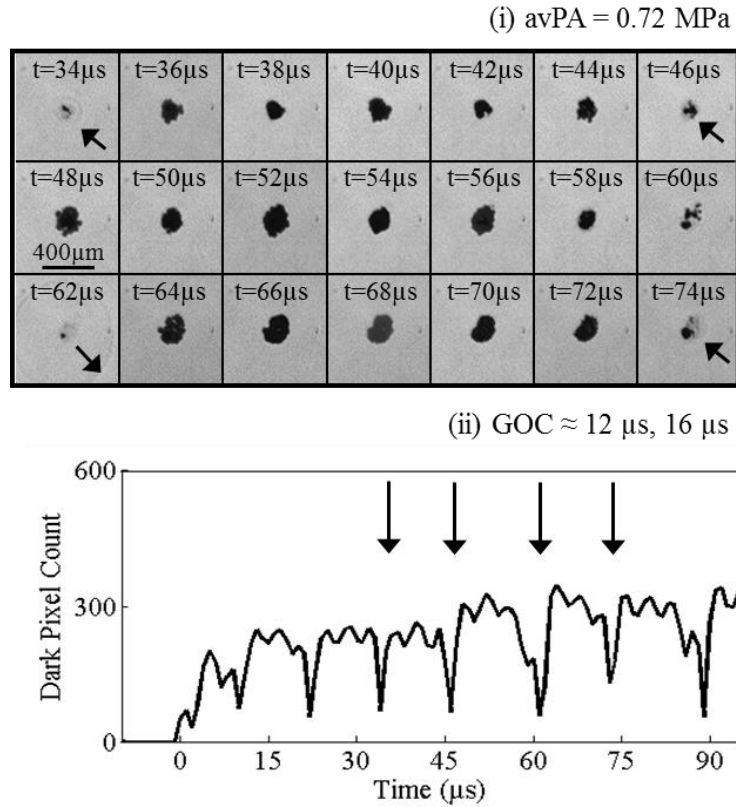 (i) avPA = 0.72 MPa
t=34µs t=36µs t=38µs t=40µs t=42µs t=44µs t=46µs
t=48µs t=50µs t=52µs t=54µs t=56µs t=58µs t=60µs
400µm
t=62µs t=64µs t=66µs t=68µs t=70µs t=72µs t=74µs
(ii) GOC ≈ 12 µs, 16 µs
600
300
0
Dark Pixel Count
0 15 30 45 61 75 90
Time (µs)